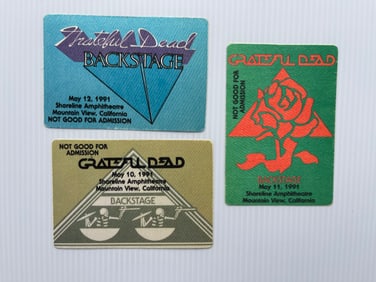 Grateful Dead
BACKSTAGE
May 12, 1991
Shoreline Amphitheatre
Mountain View, California
NOT GOOD FOR ADMISSION
NOT GOOD FOR
ADMISSION
GRATEFUL DEAD
May 10, 1991
Shoreline Amphitheatre
Mountain View, California
BACKSTAGE
GRATEFUL DEAD
NOT GOOD FOR
ADMISSION
BACKSTAGE
May 11, 1991
Shoreline Amphitheatre
Mountain View, California